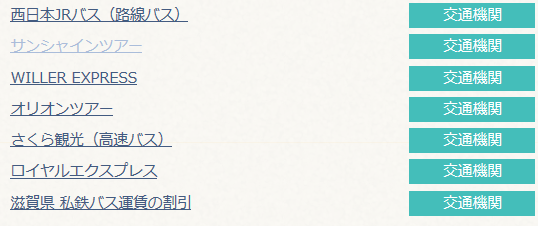 西日本JRバス（路線バス） 交通機関
サンシャインツアー 交通機関
WILLER EXPRESS 交通機関
オリオンツアー 交通機関
さくら観光（高速バス） 交通機関
ロイヤルエクスプレス 交通機関
滋賀県 私鉄バス運賃の割引 交通機関